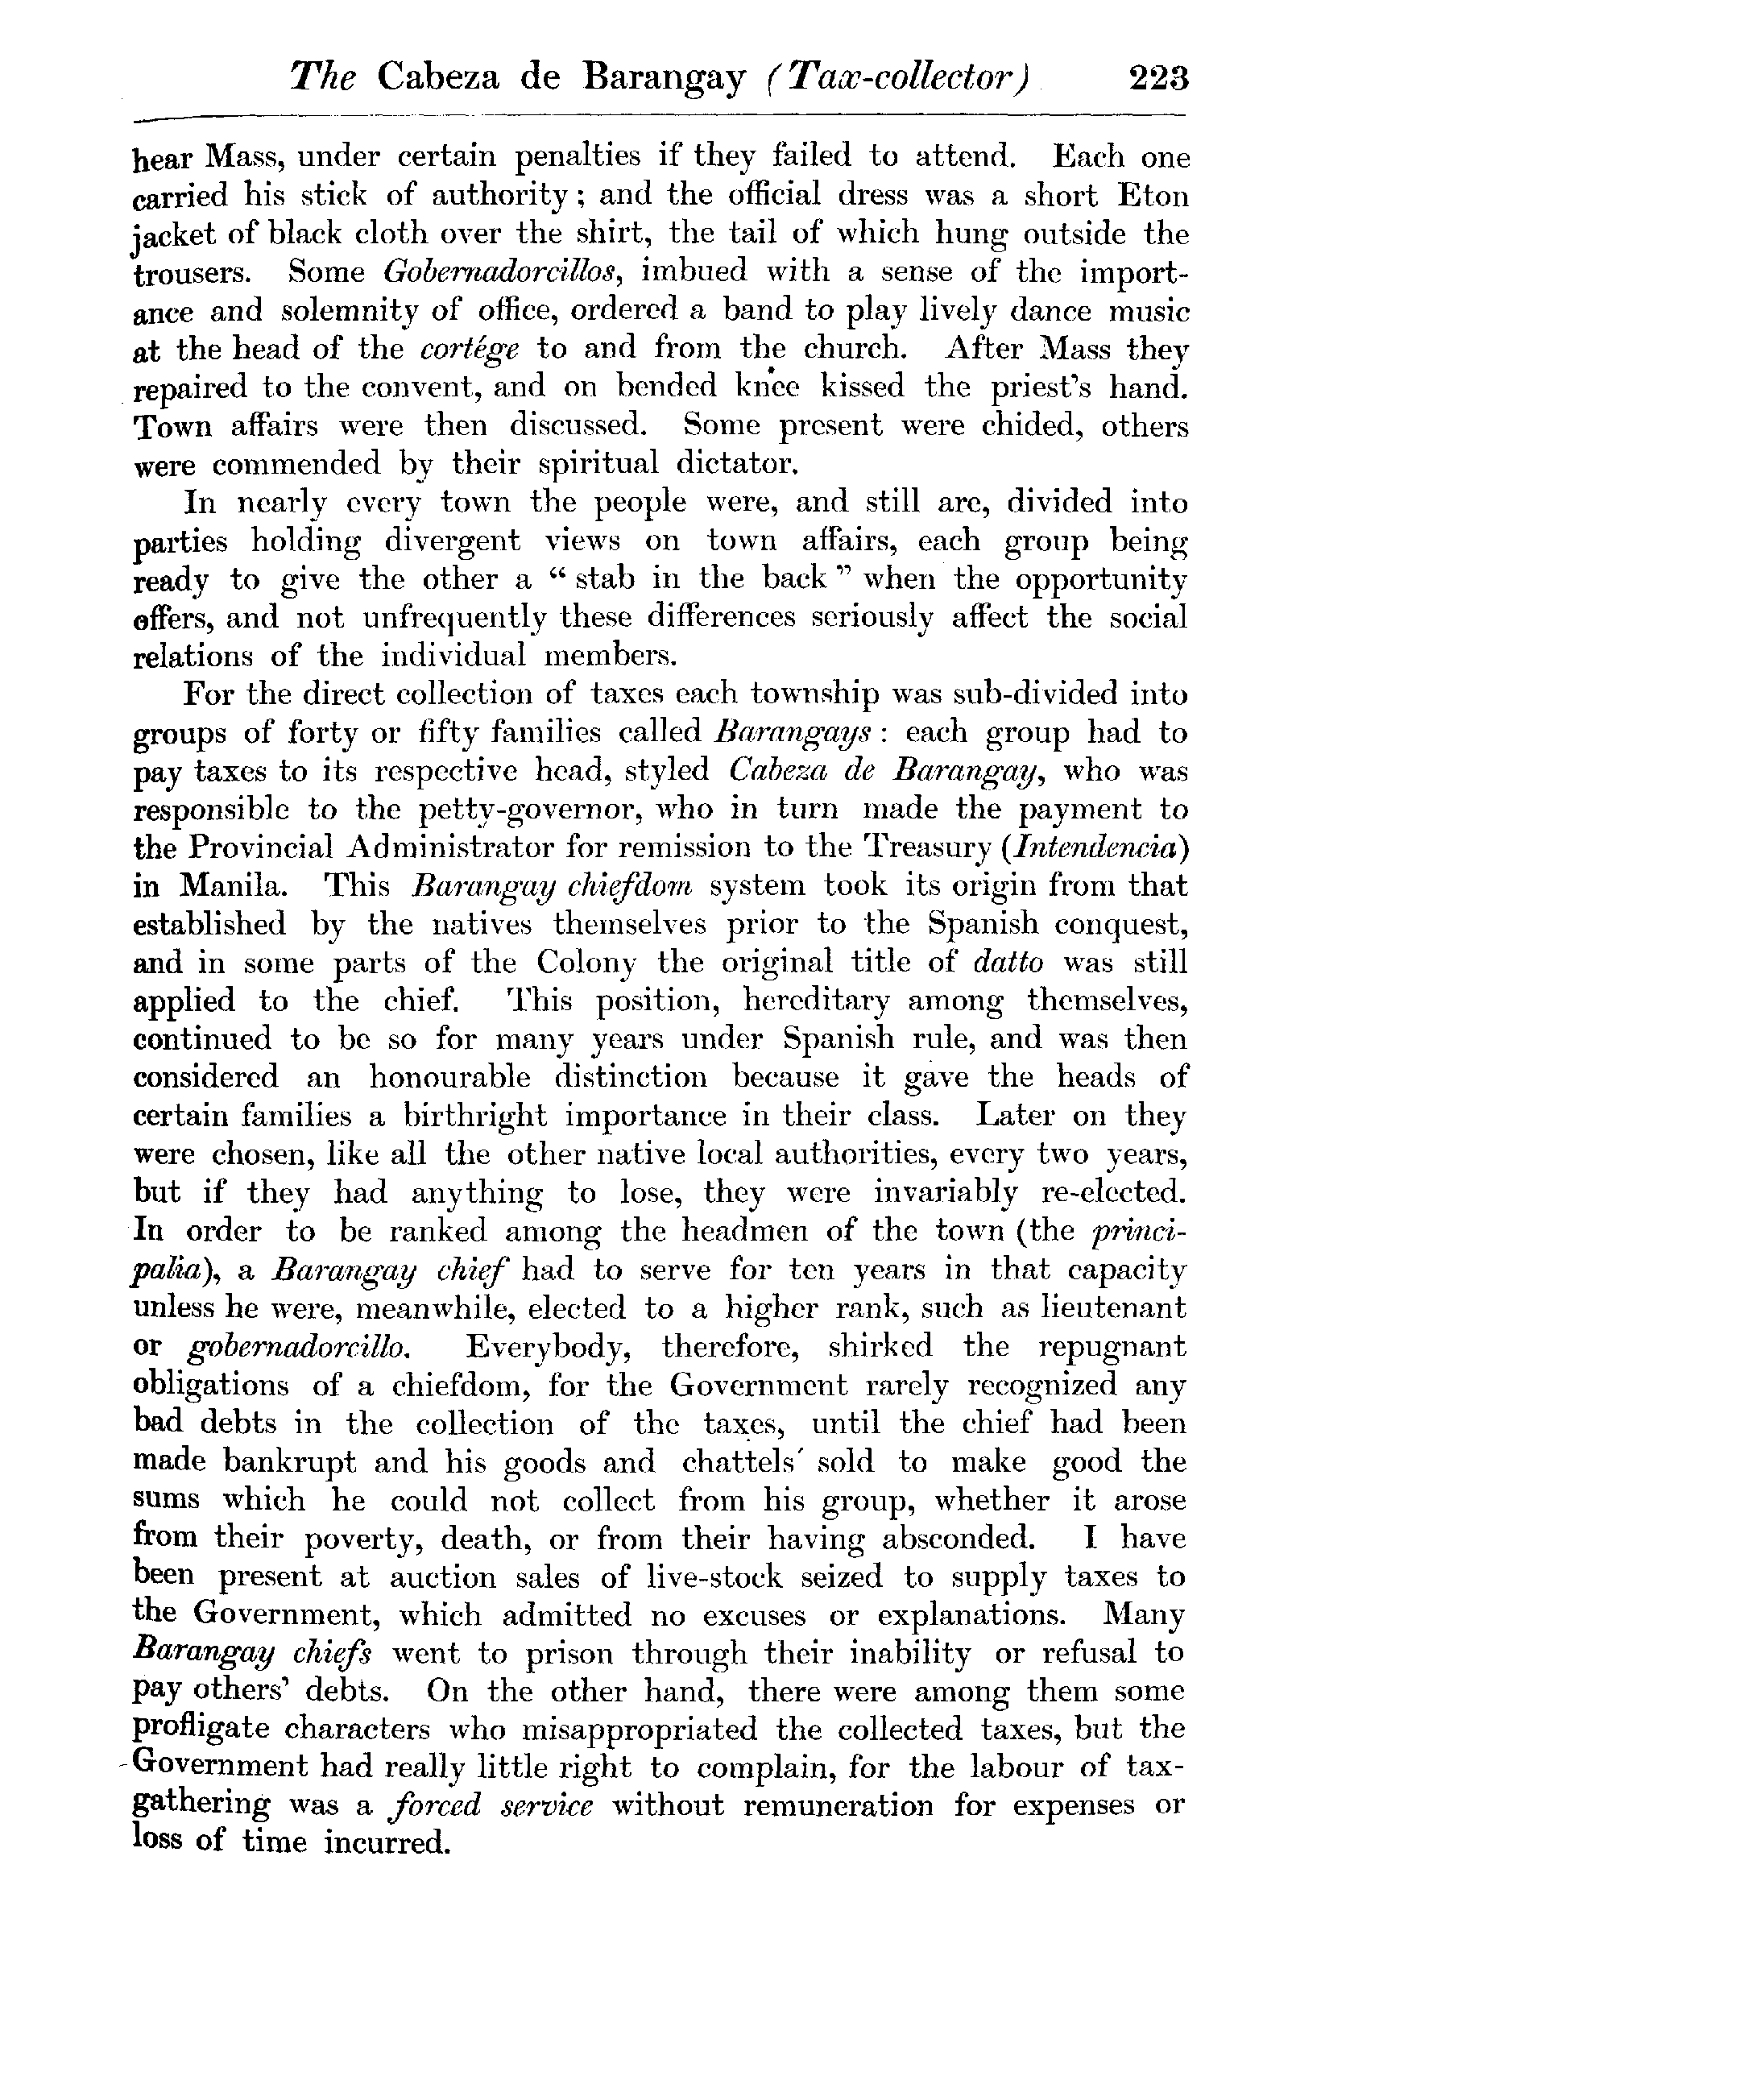 The Cabeza de Barangay (Tax-collector) 223
hear Mass, under certain penalties if they failed to attend. Each one
carried his stick of authority; and the official dress was a short Eton
jacket of black cloth over the shirt, the tail of which hung outside the
trousers. Some Gobernadorcillos, imbued with a sense of the import-
ance and solemnity of office, ordered a band to play lively dance music
at the head of the cortége to and from the church. After Mass they
repaired to the convent, and on bended knee kissed the priest's hand.
Town affairs were then discussed. Some present were chided, others
were commended by their spiritual dictator.
In nearly every town the people were, and still are, divided into
parties holding divergent views on town affairs, each group being
ready to give the other a “stab in the back” when the opportunity
offers, and not unfrequently these differences seriously affect the social
relations of the individual members.
For the direct collection of taxes each township was sub-divided into
groups of forty or fifty families called Barangays: each group had to
pay taxes to its respective head, styled Cabeza de Barangay, who was
responsible to the petty-governor, who in turn made the payment to
the Provincial Administrator for remission to the Treasury (Intendencia)
in Manila. This Barangay chiefdom system took its origin from that
established by the natives themselves prior to the Spanish conquest,
and in some parts of the Colony the original title of datto was still
applied to the chief. This position, hereditary among themselves,
continued to be so for many years under Spanish rule, and was then
considered an honourable distinction because it gave the heads of
certain families a birthright importance in their class. Later on they
were chosen, like all the other native local authorities, every two years,
but if they had anything to lose, they were invariably re-elected.
In order to be ranked among the headmen of the town (the princi-
palia), a Barangay chief had to serve for ten years in that capacity
unless he were, meanwhile, elected to a higher rank, such as lieutenant
or gobernadorcillo. Everybody, therefore, shirked the repugnant
obligations of a chiefdom, for the Government rarely recognized any
bad debts in the collection of the taxes, until the chief had been
made bankrupt and his goods and chattels sold to make good the
sums which he could not collect from his group, whether it arose
from their poverty, death, or from their having absconded. I have
been present at auction sales of live-stock seized to supply taxes to
the Government, which admitted no excuses or explanations. Many
Barangay chiefs went to prison through their inability or refusal to
pay others' debts. On the other hand, there were among them some
profligate characters who misappropriated the collected taxes, but the
Government had really little right to complain, for the labour of tax-
gathering was a forced service without remuneration for expenses or
loss of time incurred.